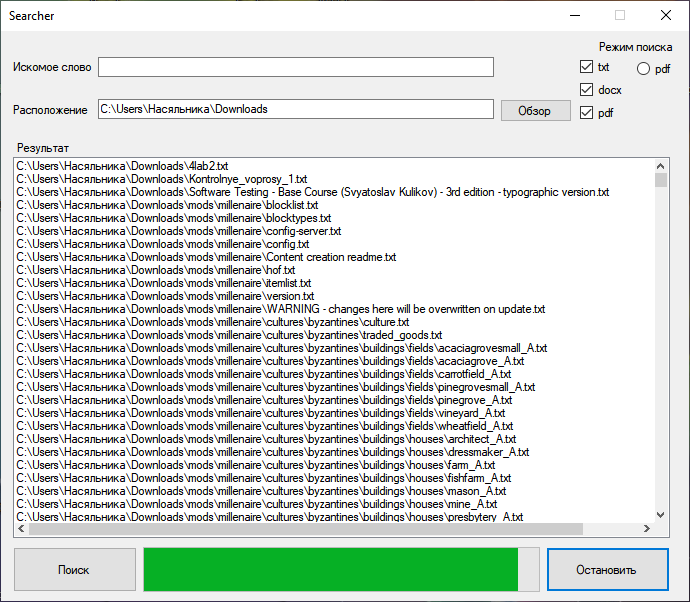 Searcher
Режим поиска
Искомое слово
txt
pdf
docx
Расположение
C:\Users\Насяльника\Downloads
Обзор
pdf
Результат
C:\Users\Насяльника\Downloads\4lab2.txt
C:\Users\Насяльника\Downloads\Kontrolnye_voprosy_1.txt
C:\Users\Насяльника\Downloads\Software Testing - Base Course (Svyatoslav Kulikov) - 3rd edition - typographic version.txt
C:\Users\Насяльника\Downloads\mods\millenaire\blocklist.txt
C:\Users\Насяльника\Downloads\mods\millenaire\blocktypes.txt
C:\Users\Насяльника\Downloads\mods\millenaire\config-server.txt
C:\Users\Насяльника\Downloads\mods\millenaire\config.txt
C:\Users\Насяльника\Downloads\mods\millenaire\Content creation readme.txt
C:\Users\Насяльника\Downloads\mods\millenaire\hof.txt
C:\Users\Насяльника\Downloads\mods\millenaire\itemlist.txt
C:\Users\Насяльника\Downloads\mods\millenaire\version.txt
C:\Users\Насяльника\Downloads\mods\millenaire\WARNING - changes here will be overwritten on update.txt
C:\Users\Насяльника\Downloads\mods\millenaire\cultures\byzantines\culture.txt
C:\Users\Насяльника\Downloads\mods\millenaire\cultures\byzantines\traded_goods.txt
C:\Users\Насяльника\Downloads\mods\millenaire\cultures\byzantines\buildings\fields\acaciagrovesmall_A.txt
C:\Users\Насяльника\Downloads\mods\millenaire\cultures\byzantines\buildings\fields\acaciagrove_A.txt
C:\Users\Насяльника\Downloads\mods\millenaire\cultures\byzantines\buildings\fields\carrotfield_A.txt
C:\Users\Насяльника\Downloads\mods\millenaire\cultures\byzantines\buildings\fields\pinegrovesmall_A.txt
C:\Users\Насяльника\Downloads\mods\millenaire\cultures\byzantines\buildings\fields\pinegrove_A.txt
C:\Users\Насяльника\Downloads\mods\millenaire\cultures\byzantines\buildings\fields\vineyard_A.txt
C:\Users\Насяльника\Downloads\mods\millenaire\cultures\byzantines\buildings\fields\wheatfield_A.txt
C:\Users\Насяльника\Downloads\mods\millenaire\cultures\byzantines\buildings\houses\architect_A.txt
C:\Users\Насяльника\Downloads\mods\millenaire\cultures\byzantines\buildings\houses\dressmaker_A.txt
C:\Users\Насяльника\Downloads\mods\millenaire\cultures\byzantines\buildings\houses\farm_A.txt
C:\Users\Насяльника\Downloads\mods\millenaire\cultures\byzantines\buildings\houses\fishfarm_A.txt
C:\Users\Насяльника\Downloads\mods\millenaire\cultures\byzantines\buildings\houses\mason_A.txt
C:\Users\Насяльника\Downloads\mods\millenaire\cultures\byzantines\buildings\houses\mine_A.txt
C:\Users\Насяльника\Downloads\mods\millenaire\cultures\byzantines\buildings\houses\presbytery_A.txt
Поиск
Остановить